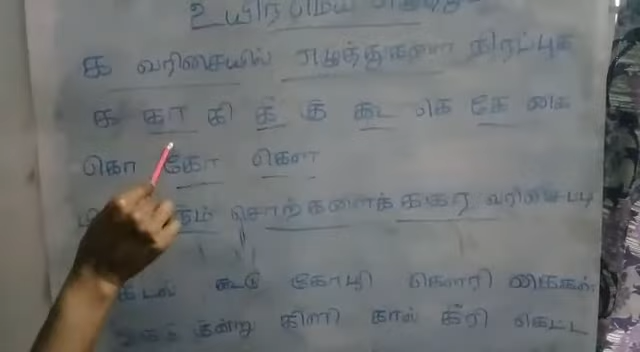 உயிர்மெய் எழுத்து
க வரிசையில் எழுத்துகளை நிரப்புக
க கா கி கீ கு கூ கெ கே கை
கொ கோ கௌ
சொற்களைக் ககர வரிசைபடி
கடல் கூடு கோழி கௌரி கைகள்
குன்று கிளி கால் கீரி கெட்ட